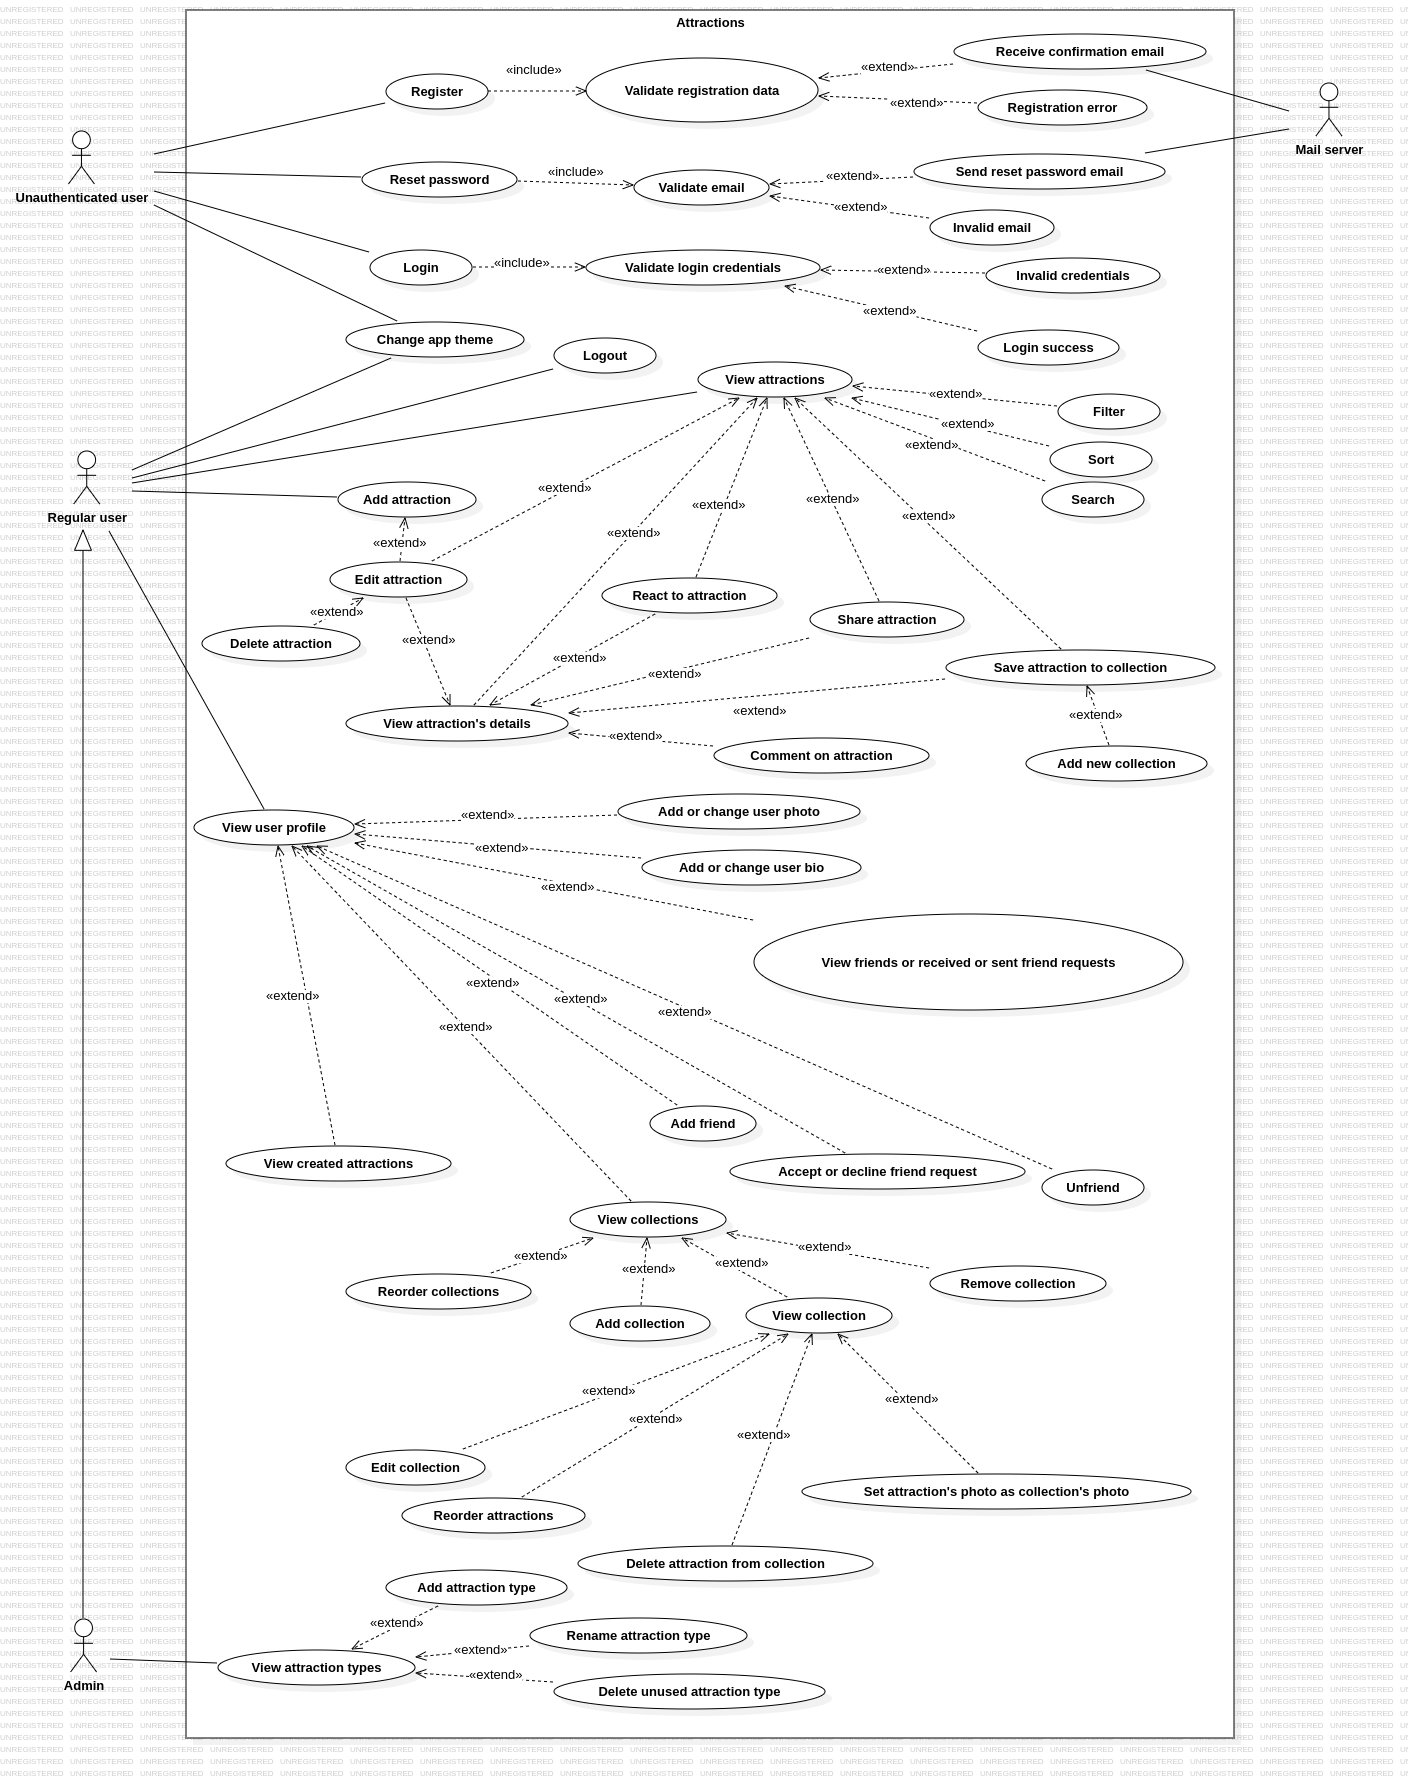 Attractions
Receive confirmation email
«extend»
«include»
Register
Validate registration data
«extend»
Registration error
Mail server
Unauthenticated user
Reset password
«include»
Validate email
«extend»
Send reset password email
«extend»
Invalid email
Login
«include»
Validate login credentials
«extend»
Invalid credentials
«extend»
Change app theme
Logout
Login success
View attractions
«extend»
Filter
«extend»
«extend»
Sort
Search
Regular user
Add attraction
«extend»
«extend»
«extend»
«extend»
«extend»
«extend»
Edit attraction
React to attraction
«extend»
Share attraction
Delete attraction
«extend»
«extend»
«extend»
Save attraction to collection
«extend»
«extend»
View attraction's details
«extend»
Comment on attraction
Add new collection
Add or change user photo
«extend»
View user profile
«extend»
Add or change user bio
«extend»
View friends or received or sent friend requests
«extend»
«extend»
«extend»
«extend»
«extend»
Add friend
View created attractions
Accept or decline friend request
Unfriend
View collections
«extend»
«extend»
«extend»
«extend»
Reorder collections
Remove collection
Add collection
View collection
«extend»
«extend»
«extend»
«extend»
Edit collection
Set attraction's photo as collection's photo
Reorder attractions
Delete attraction from collection
Add attraction type
«extend»
Rename attraction type
«extend»
View attraction types
«extend»
Delete unused attraction type
Admin
UNREGISTERED